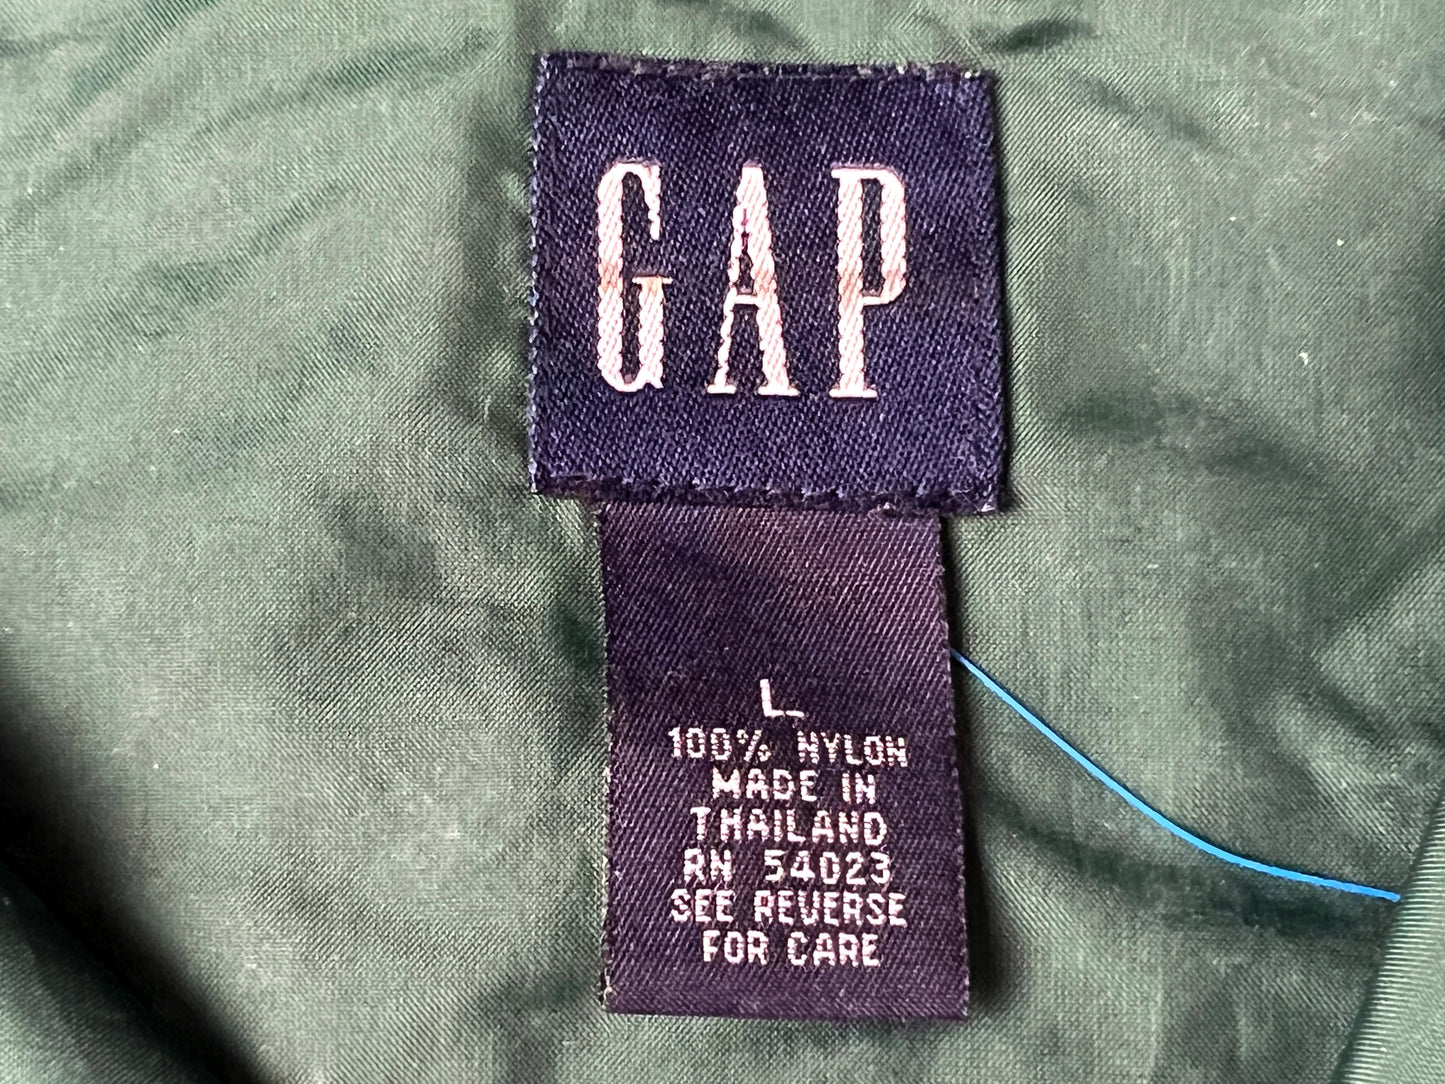 GAP
L
100% NYLON
MADE IN
THAILAND
RN 54023
SEE REVERSE
FOR CARE